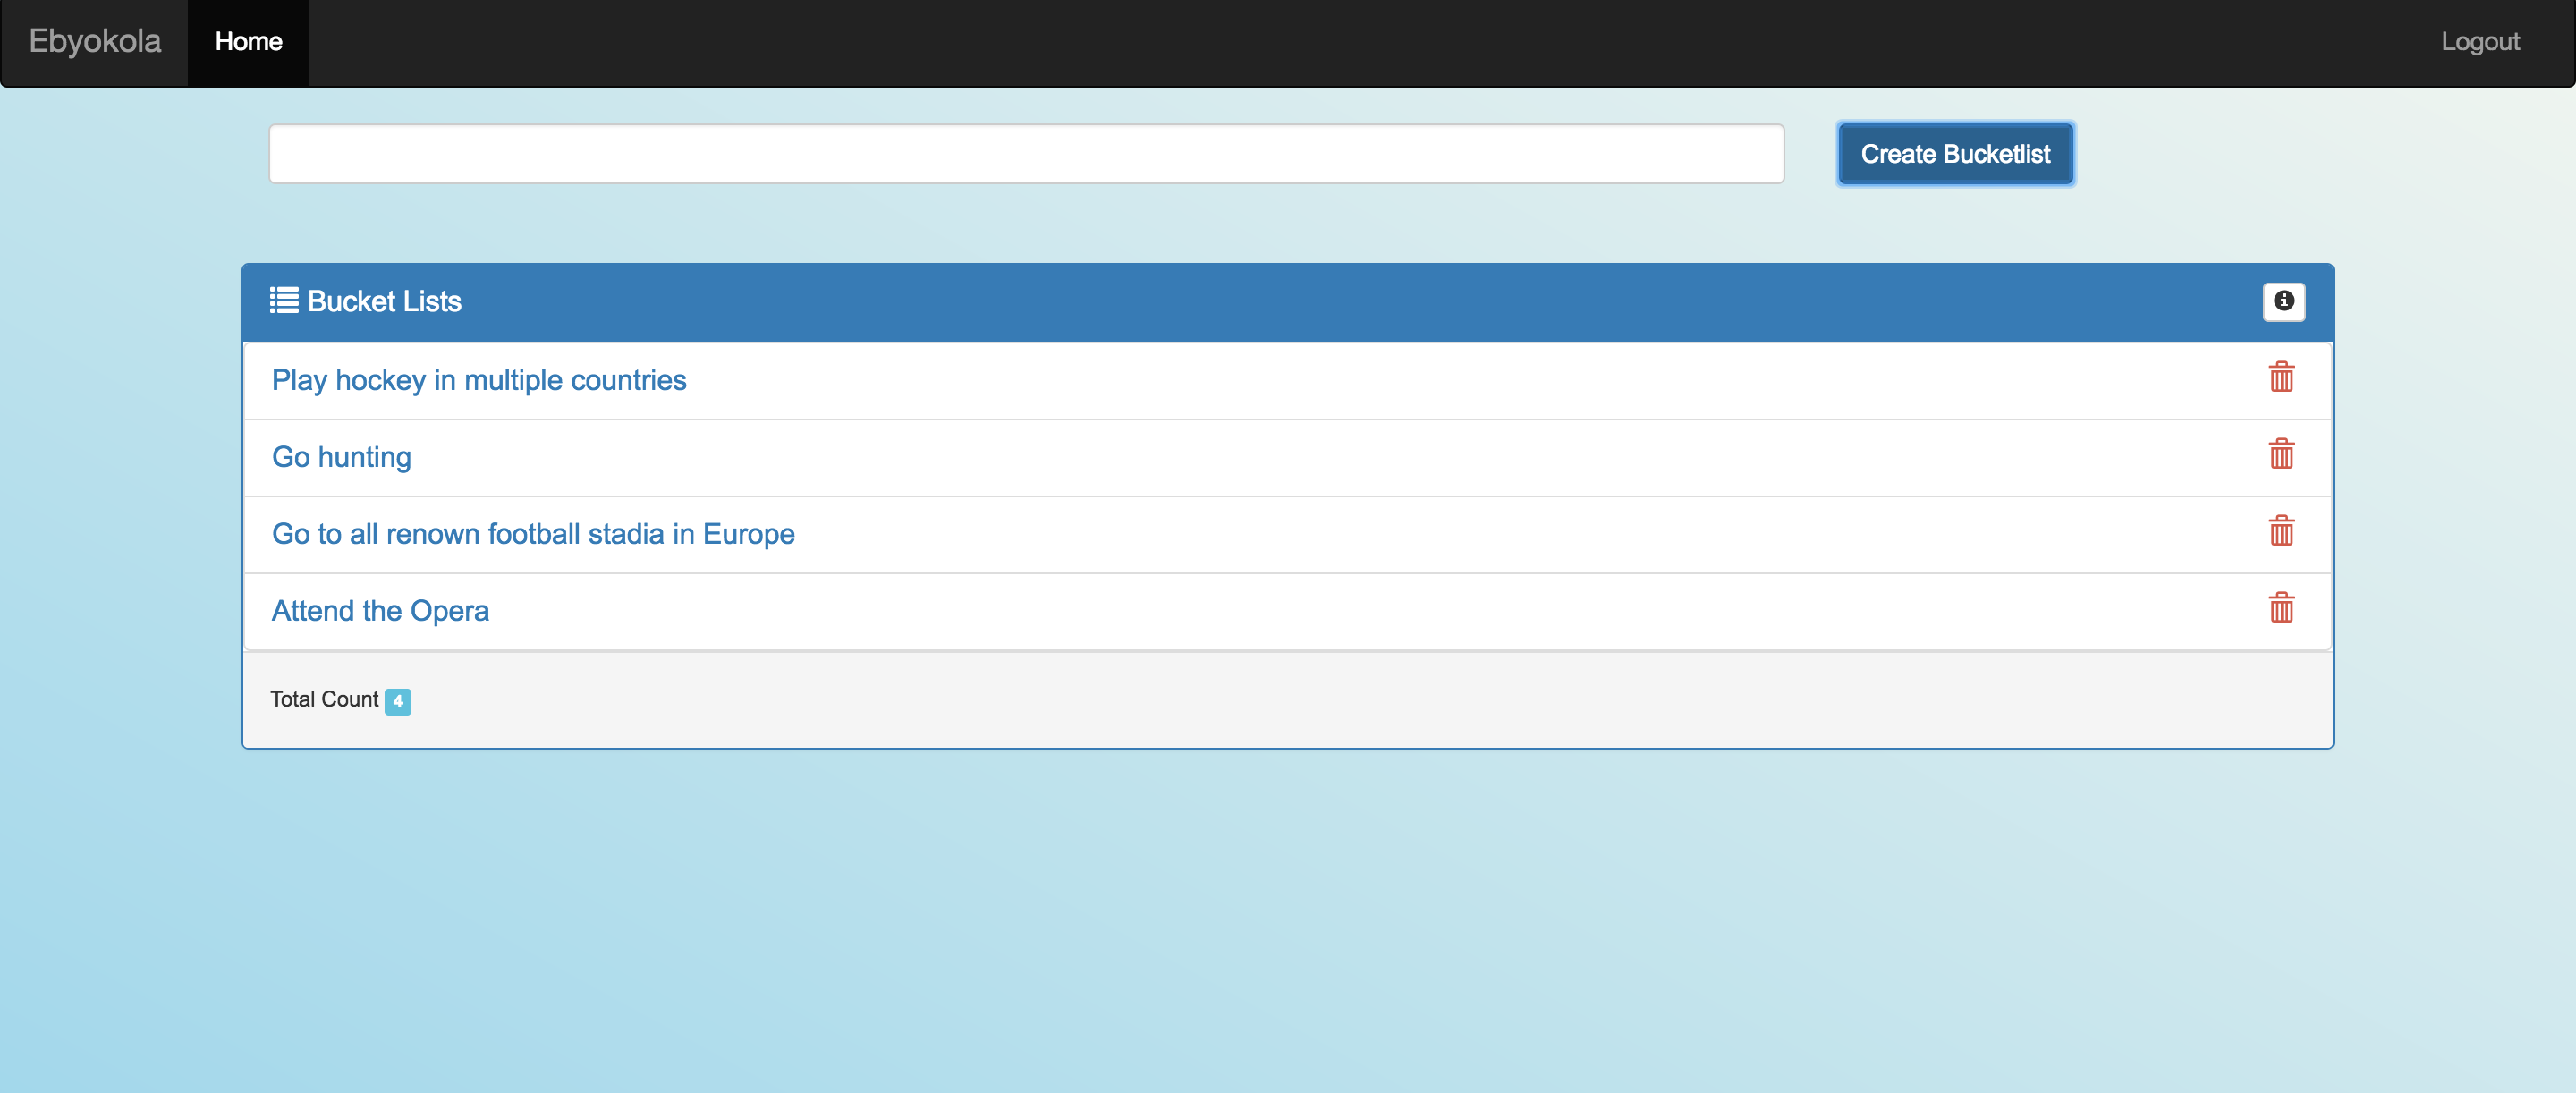 Ebyokola Home Logout
Create Bucketlist
Bucket Lists
Play hockey in multiple countries
Go hunting
Go to all renown football stadia in Europe
Attend the Opera
Total Count 4